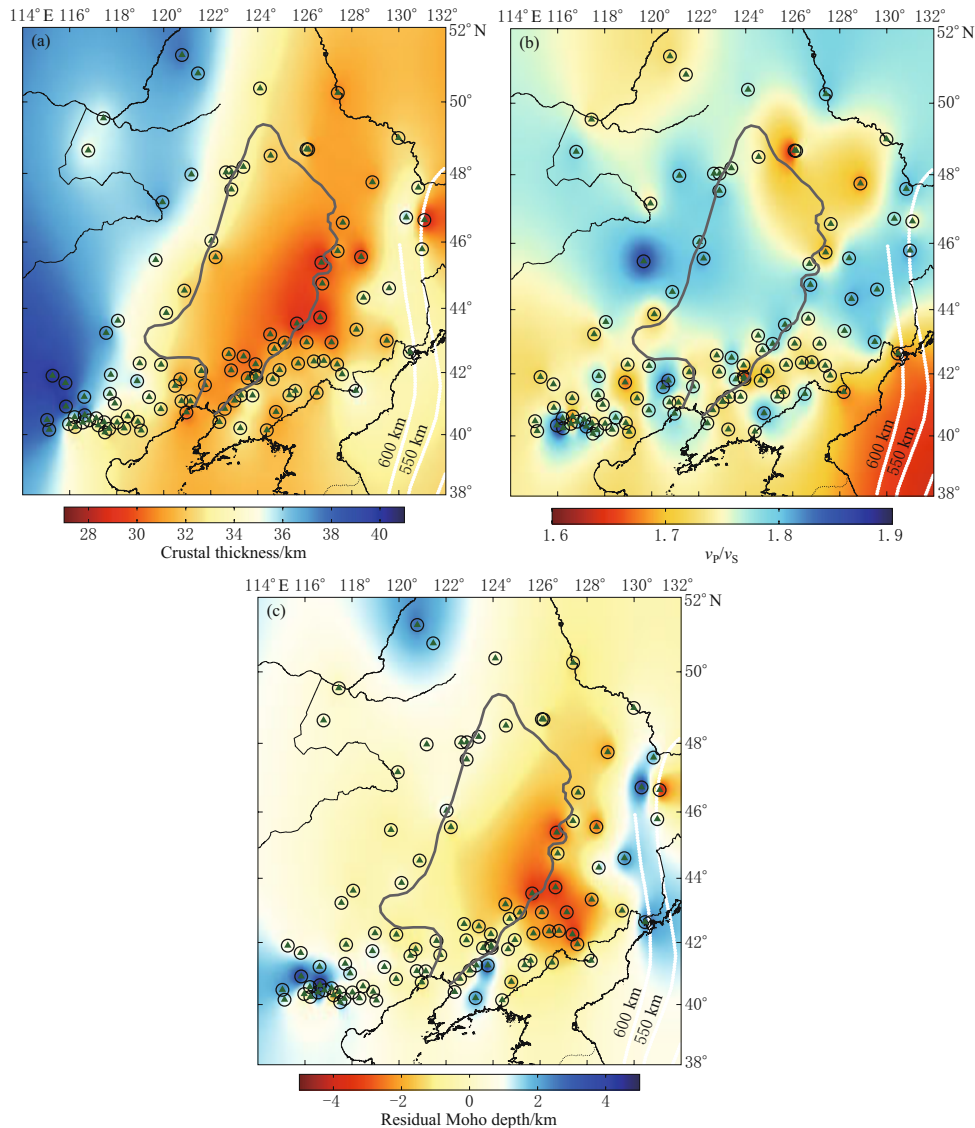 114° E 116° 118° 120° 122° 124° 126° 128° 130° 132°
(a)
52° N
50°
48°
46°
44°
42°
40°
38°
600 km
550 km
28 30 32 34 36 38 40
Crustal thickness/km
114° E 116° 118° 120° 122° 124° 126° 128° 130° 132°
(b)
52° N
50°
48°
46°
44°
42°
40°
38°
600 km
550 km
1.6 1.7 1.8 1.9
vP/vS
114° E 116° 118° 120° 122° 124° 126° 128° 130° 132°
(c)
52° N
50°
48°
46°
44°
42°
40°
38°
600 km
550 km
−4 −2 0 2 4
Residual Moho depth/km